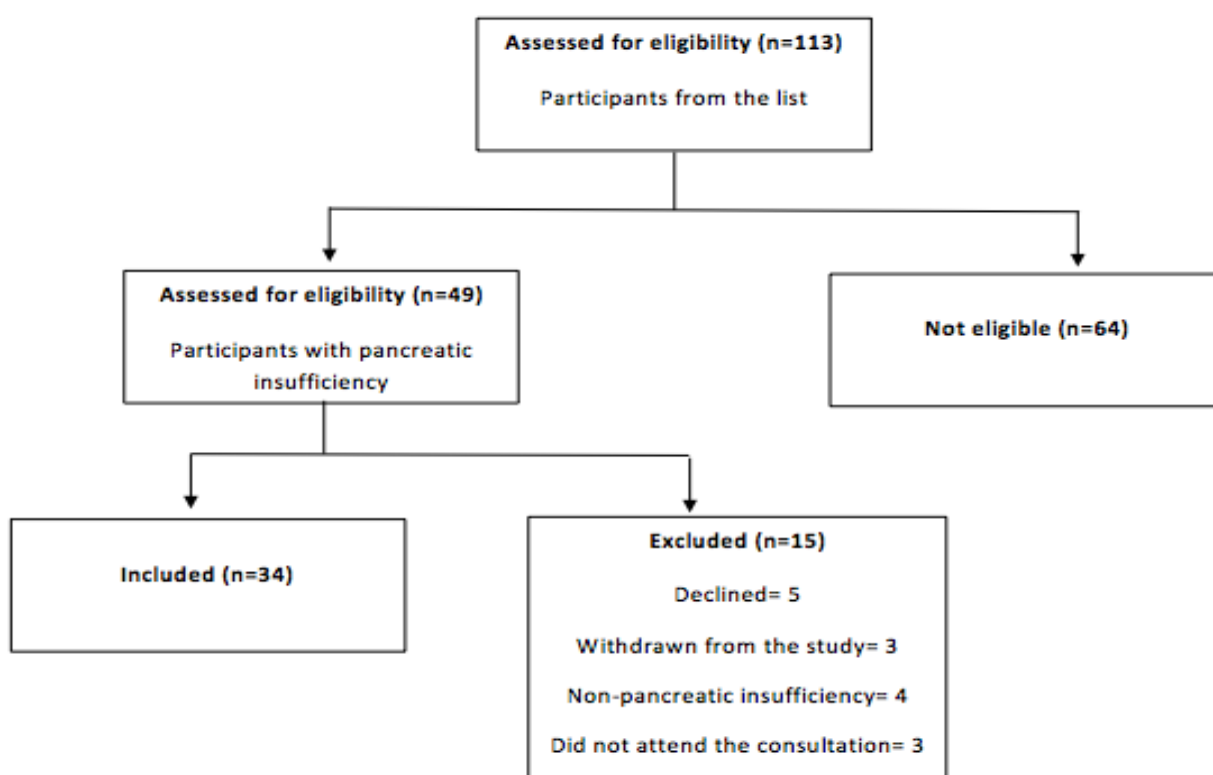 Assessed for eligibility (n=113)
Participants from the list
Assessed for eligibility (n=49)
Participants with pancreatic
insufficiency
Not eligible (n=64)
Included (n=34)
Excluded (n=15)
Declined= 5
Withdrawn from the study= 3
Non-pancreatic insufficiency= 4
Did not attend the consultation= 3